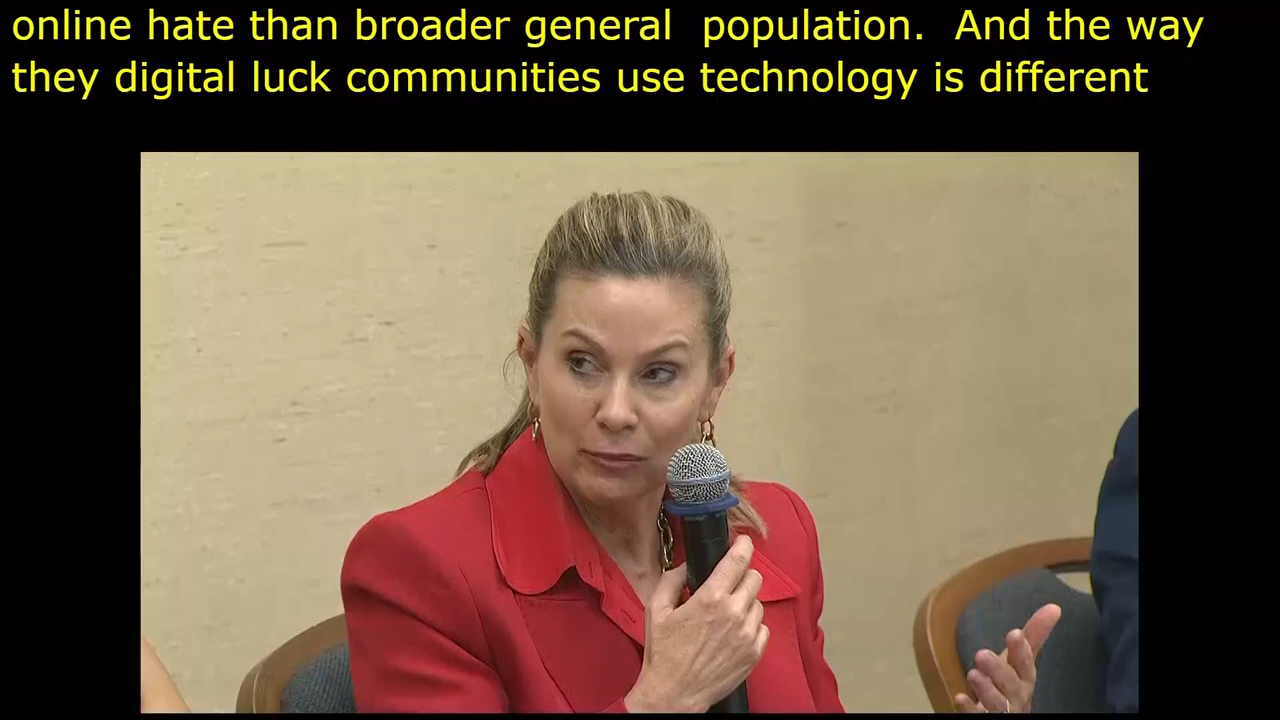 online hate than broader general  population.  And the way
they digital luck communities use technology is different